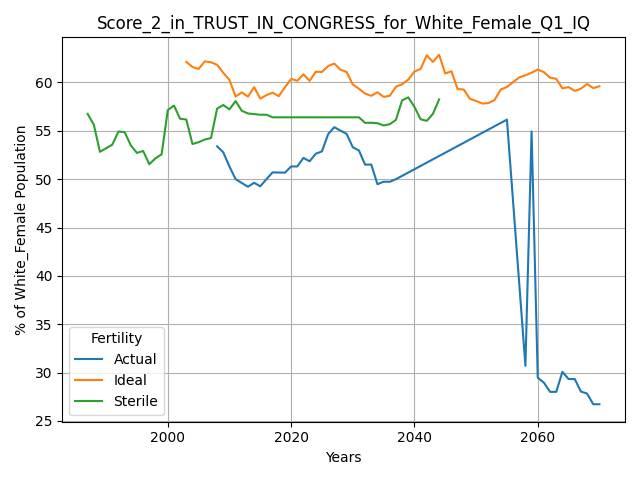 Score_2_in_TRUST_IN_CONGRESS_for_White_Female_Q1_IQ
% of White_Female Population
60
55
50
45
40
35
30
25
Fertility
Actual
Ideal
Sterile
2000
2020
2040
2060
Years